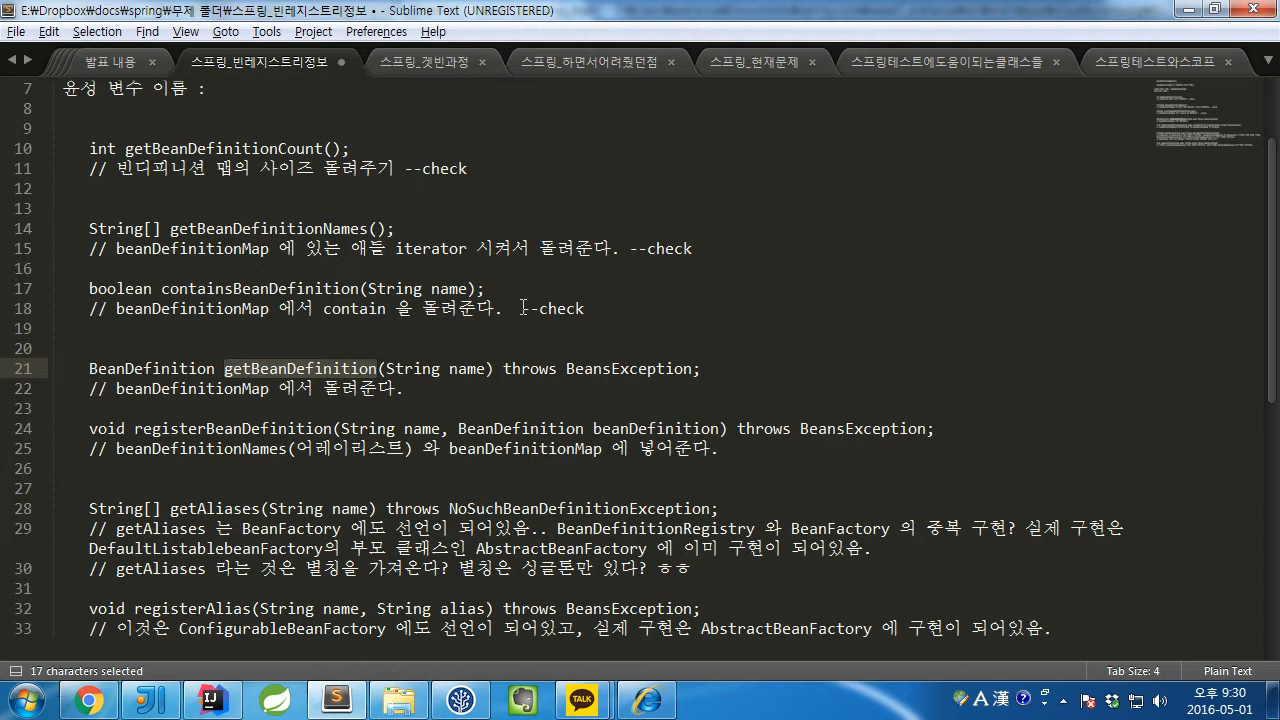 E:\Dropbox\docs\spring\무제 폴더\스프링_빈레지스트리정보 • - Sublime Text (UNREGISTERED)
File Edit Selection Find View Goto Tools Project Preferences Help
발표 내용 × 스프링_빈레지스트리정보 스프링_겟빈과정 × 스프링_하면서어려웠던점 × 스프링_현재문제 × 스프링테스트에도움이되는클래스들 × 스프링테스트와스코프 ×
7 윤성 변수 이름 :
8
9
10 int getBeanDefinitionCount();
11 // 빈디피니션 맵의 사이즈 돌려주기 --check
12
13
14 String[] getBeanDefinitionNames();
15 // beanDefinitionMap 에 있는 애들 iterator 시켜서 돌려준다. --check
16
17 boolean containsBeanDefinition(String name);
18 // beanDefinitionMap 에서 contain 을 돌려준다. --check
19
20
21 BeanDefinition getBeanDefinition(String name) throws BeansException;
22 // beanDefinitionMap 에서 돌려준다.
23
24 void registerBeanDefinition(String name, BeanDefinition beanDefinition) throws BeansException;
25 // beanDefinitionNames(어레이리스트) 와 beanDefinitionMap 에 넣어준다.
26
27
28 String[] getAliases(String name) throws NoSuchBeanDefinitionException;
29 // getAliases 는 BeanFactory 에도 선언이 되어있음.. BeanDefinitionRegistry 와 BeanFactory 의 중복 구현? 실제 구현은
DefaultListablebeanFactory의 부모 클래스인 AbstractBeanFactory 에 이미 구현이 되어있음.
30 // getAliases 라는 것은 별칭을 가져온다? 별칭은 싱글톤만 있다? ㅎㅎ
31
32 void registerAlias(String name, String alias) throws BeansException;
33 // 이것은 ConfigurableBeanFactory 에도 선언이 되어있고, 실제 구현은 AbstractBeanFactory 에 구현이 되어있음.
17 characters selected Tab Size: 4 Plain Text
TALK A 漢 오후 9:30
2016-05-01